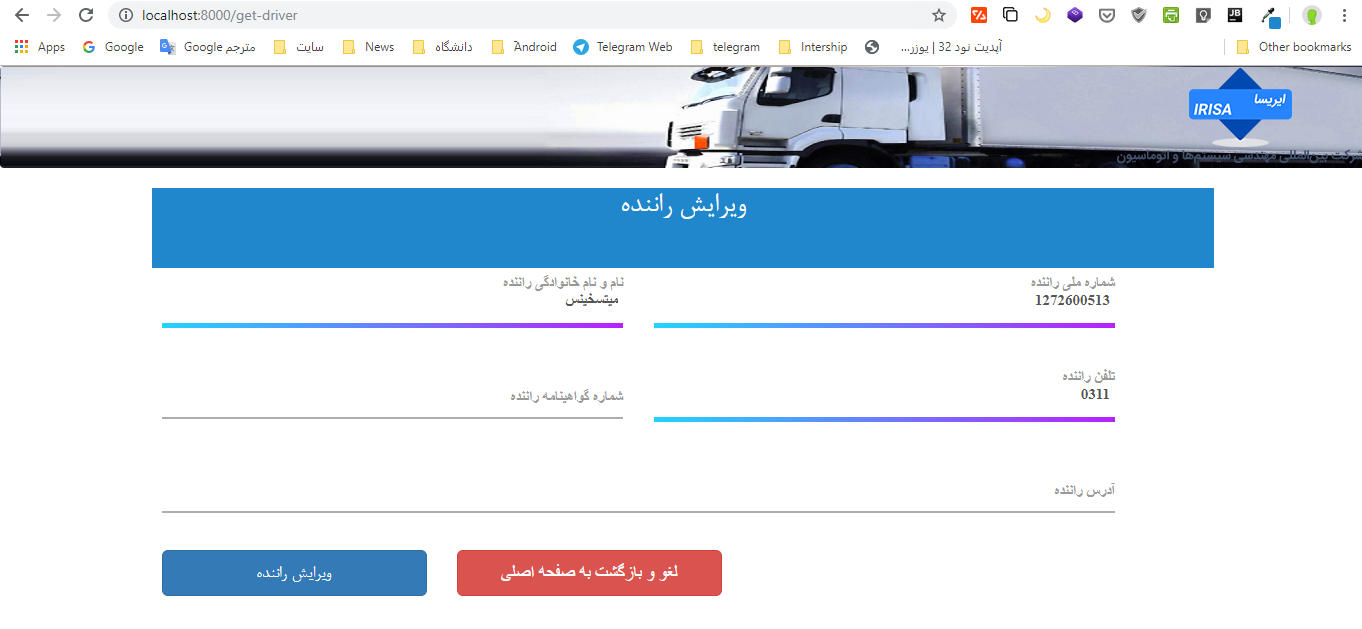 localhost:8000/get-driver
Apps Google مترجم Google سایت News دانشگاه Android Telegram Web telegram Intership آپدیت نود 32 | یوزر... Other bookmarks
ایریسا
IRISA
شرکت بین‌المللی مهندسی سیستم‌ها و اتوماسیون
ویرایش راننده
شماره ملی راننده نام و نام خانوادگی راننده
1272600513 میتسخینس
تلفن راننده
0311
شماره گواهینامه راننده
آدرس راننده
لغو و بازگشت به صفحه اصلی ویرایش راننده